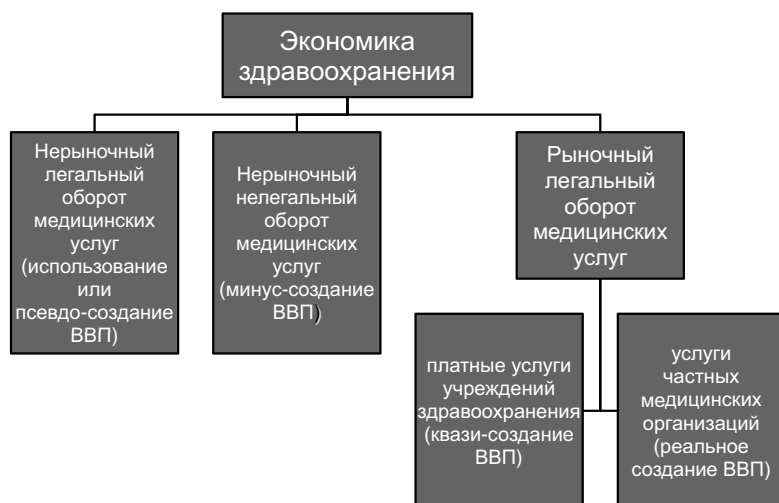 Экономика
здравоохранения
Нерыночный
легальный
оборот
медицинских
услуг
(использование
или
псевдо-создание
ВВП)
Нерыночный
нелегальный
оборот
медицинских
услуг
(минус-создание
ВВП)
Рыночный
легальный
оборот
медицинских
услуг
платные услуги
учреждений
здравоохранения
(квази-создание
ВВП)
услуги
частных
медицинских
организаций
(реальное
создание ВВП)